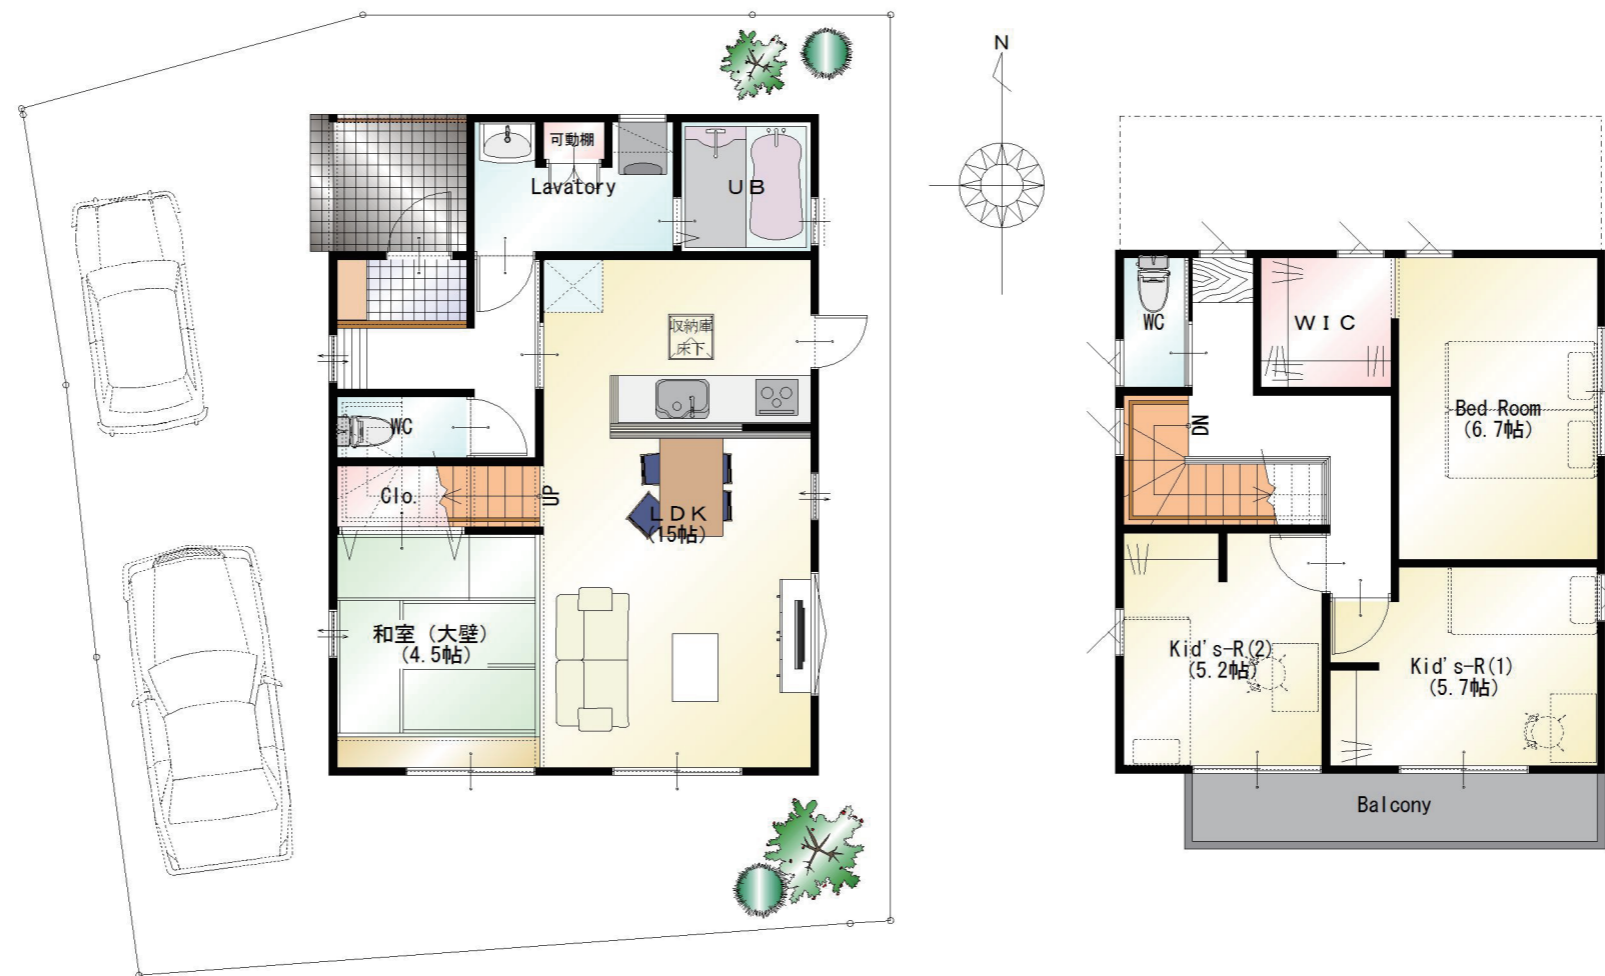 N
可動棚
Lavatory
UB
収納庫
床下
WC
Clo.
UP
LDK
(15帖)
和室（大壁）
(4.5帖)
WC
WIC
DN
Bed Room
(6.7帖)
Kid's-R(2)
(5.2帖)
Kid's-R(1)
(5.7帖)
Balcony